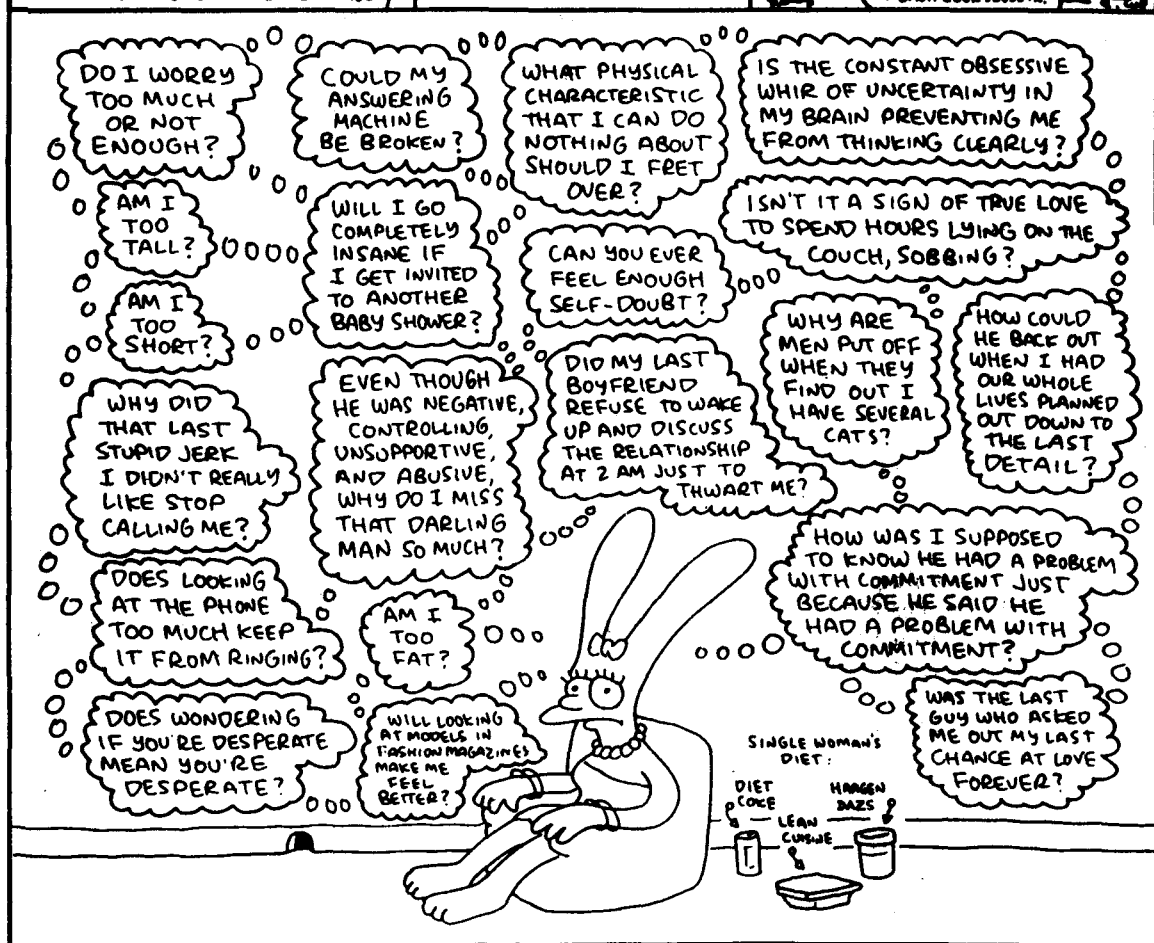 DO I WORRY
TOO MUCH
OR NOT
ENOUGH?
COULD MY
ANSWERING
MACHINE
BE BROKEN?
WHAT PHYSICAL
CHARACTERISTIC
THAT I CAN DO
NOTHING ABOUT
SHOULD I FRET
OVER?
IS THE CONSTANT OBSESSIVE
WHIR OF UNCERTAINTY IN
MY BRAIN PREVENTING ME
FROM THINKING CLEARLY?
AM I
TOO
TALL?
WILL I GO
COMPLETELY
INSANE IF
I GET INVITED
TO ANOTHER
BABY SHOWER?
CAN YOU EVER
FEEL ENOUGH
SELF-DOUBT?
ISN'T IT A SIGN OF TRUE LOVE
TO SPEND HOURS LYING ON THE
COUCH, SOBBING?
AM I
TOO
SHORT?
WHY ARE
MEN PUT OFF
WHEN THEY
FIND OUT I
HAVE SEVERAL
CATS?
HOW COULD
HE BACK OUT
WHEN I HAD
OUR WHOLE
LIVES PLANNED
OUT DOWN TO
THE LAST
DETAIL?
WHY DID
THAT LAST
STUPID JERK
I DIDN'T REALLY
LIKE STOP
CALLING ME?
EVEN THOUGH
HE WAS NEGATIVE,
CONTROLLING,
UNSUPPORTIVE,
AND ABUSIVE,
WHY DO I MISS
THAT DARLING
MAN SO MUCH?
DID MY LAST
BOYFRIEND
REFUSE TO WAKE
UP AND DISCUSS
THE RELATIONSHIP
AT 2 AM JUST TO
THWART ME?
HOW WAS I SUPPOSED
TO KNOW HE HAD A PROBLEM
WITH COMMITMENT JUST
BECAUSE HE SAID HE
HAD A PROBLEM WITH
COMMITMENT?
DOES LOOKING
AT THE PHONE
TOO MUCH KEEP
IT FROM RINGING?
AM I
TOO
FAT?
DOES WONDERING
IF YOU'RE DESPERATE
MEAN YOU'RE
DESPERATE?
WILL LOOKING
AT MODELS IN
FASHION MAGAZINES
MAKE ME
FEEL
BETTER?
WAS THE LAST
GUY WHO ASKED
ME OUT MY LAST
CHANCE AT LOVE
FOREVER?
SINGLE WOMAN'S
DIET:
DIET
COKE
LEAN
CUISINE
HAAGEN
DAZS